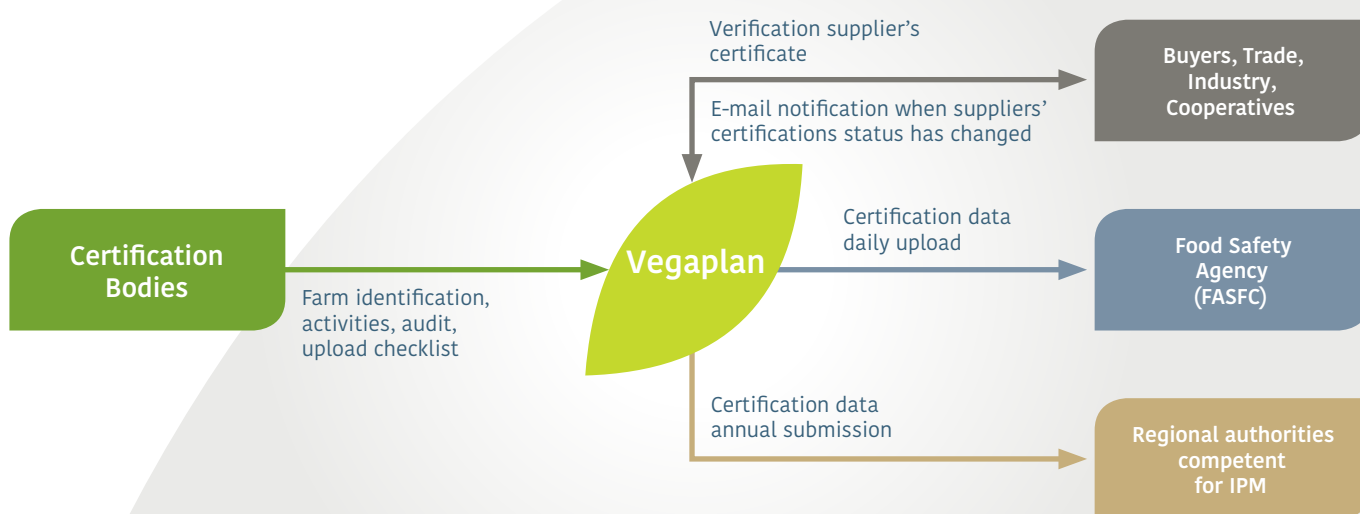 Verification supplier's
certificate
Buyers, Trade,
Industry,
Cooperatives
E-mail notification when suppliers'
certifications status has changed
Certification
Bodies
Farm identification,
activities, audit,
upload checklist
Vegaplan
Certification data
daily upload
Food Safety
Agency
(FASFC)
Certification data
annual submission
Regional authorities
competent
for IPM